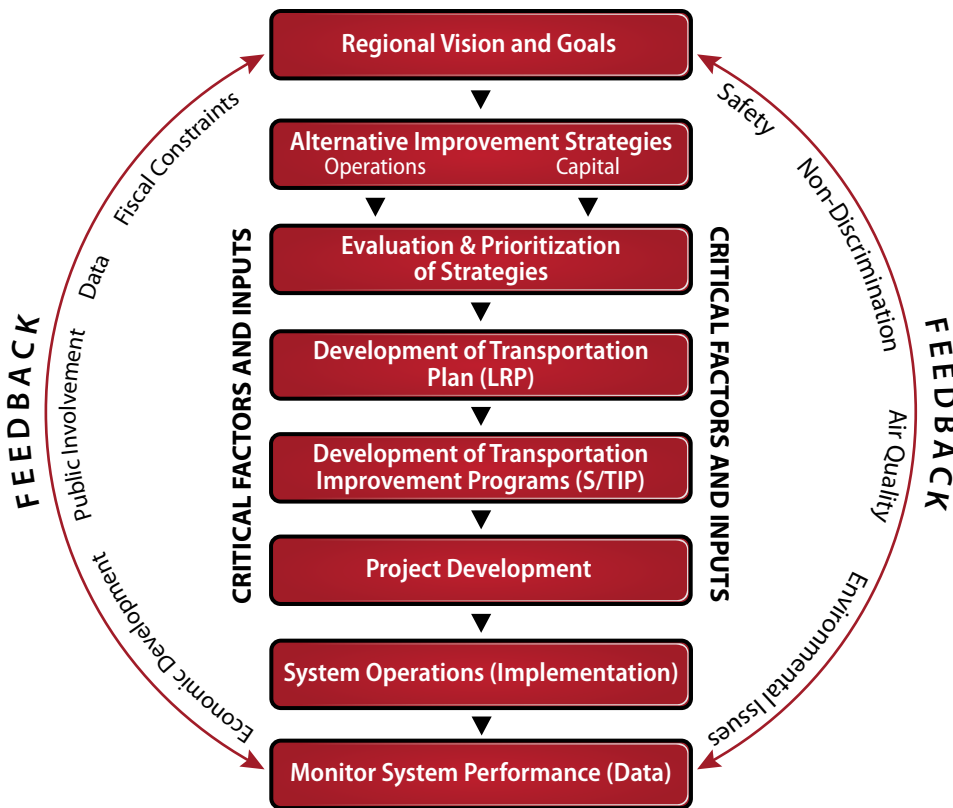 Regional Vision and Goals
Alternative Improvement Strategies
Operations
Capital
Evaluation & Prioritization
of Strategies
Development of Transportation
Plan (LRP)
Development of Transportation
Improvement Programs (S/TIP)
Project Development
System Operations (Implementation)
Monitor System Performance (Data)
CRITICAL FACTORS AND INPUTS
CRITICAL FACTORS AND INPUTS
FEEDBACK
Fiscal Constraints
Data
Public Involvement
Economic Development
Safety
Non-Discrimination
Air Quality
Environmental Issues
FEEDBACK